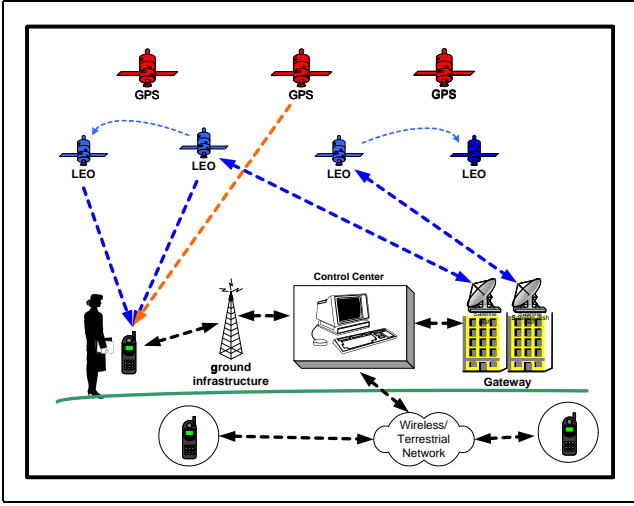 GPS
GPS
GPS
LEO
LEO
LEO
LEO
Control Center
ground
infrastructure
Gateway
Wireless/
Terrestrial
Network